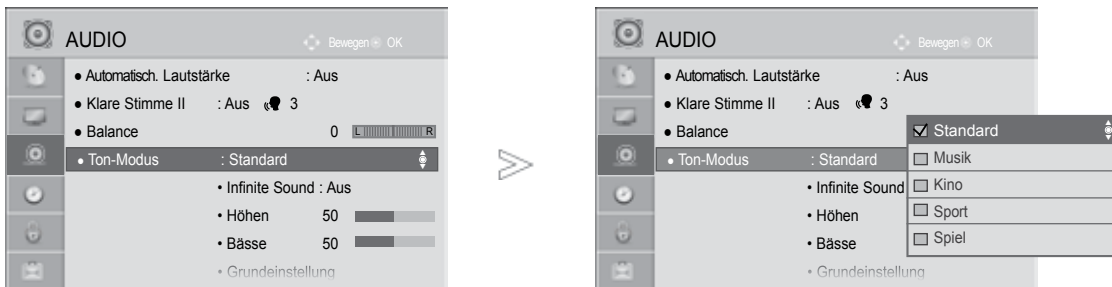 AUDIO
Bewegen OK
● Automatisch. Lautstärke : Aus
● Klare Stimme II : Aus 3
● Balance 0 L R
● Ton-Modus : Standard
• Infinite Sound : Aus
• Höhen 50
• Bässe 50
• Grundeinstellung
AUDIO
Bewegen OK
● Automatisch. Lautstärke : Aus
● Klare Stimme II : Aus 3
● Balance
● Ton-Modus : Standard
• Infinite Sound
• Höhen
• Bässe
• Grundeinstellung
Standard
Musik
Kino
Sport
Spiel